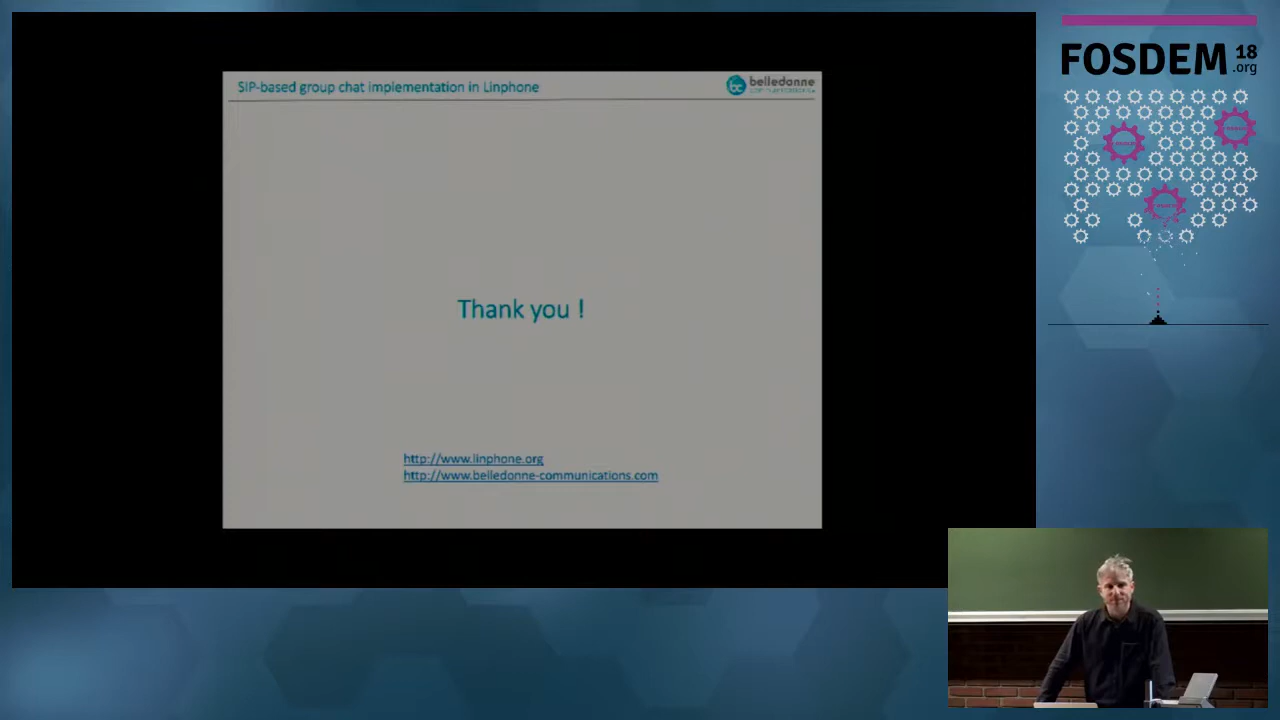 SIP-based group chat implementation in Linphone
belledonne
COMMUNICATIONS
Thank you !
http://www.linphone.org
http://www.belledonne-communications.com
FOSDEM 18
.org